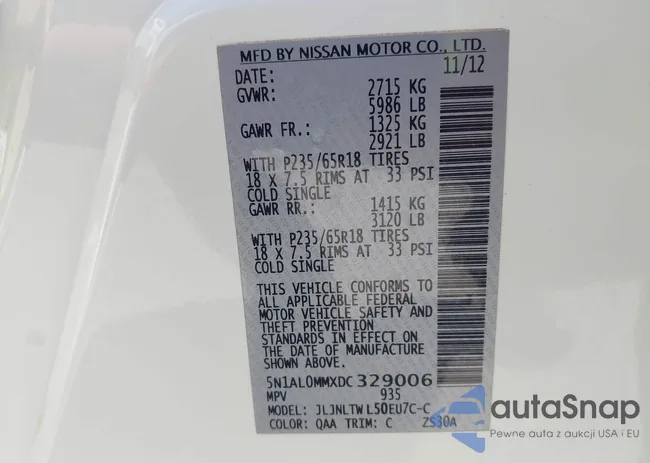 MFD BY NISSAN MOTOR CO., LTD.
DATE: 11/12
GVWR: 2715 KG
5986 LB
GAWR FR.: 1325 KG
2921 LB
WITH P235/65R18 TIRES
18 X 7.5 RIMS AT 33 PSI
COLD SINGLE
GAWR RR.: 1415 KG
3120 LB
WITH P235/65R18 TIRES
18 X 7.5 RIMS AT 33 PSI
COLD SINGLE
THIS VEHICLE CONFORMS TO
ALL APPLICABLE FEDERAL
MOTOR VEHICLE SAFETY AND
THEFT PREVENTION
STANDARDS IN EFFECT ON
THE DATE OF MANUFACTURE
SHOWN ABOVE.
5N1AL0MMXDC329006
MPV 935
MODEL: JLJNLTWL50EU7C-C
COLOR: QAA TRIM: C ZS30A
autoSnap
Pewne auta z aukcji USA i EU